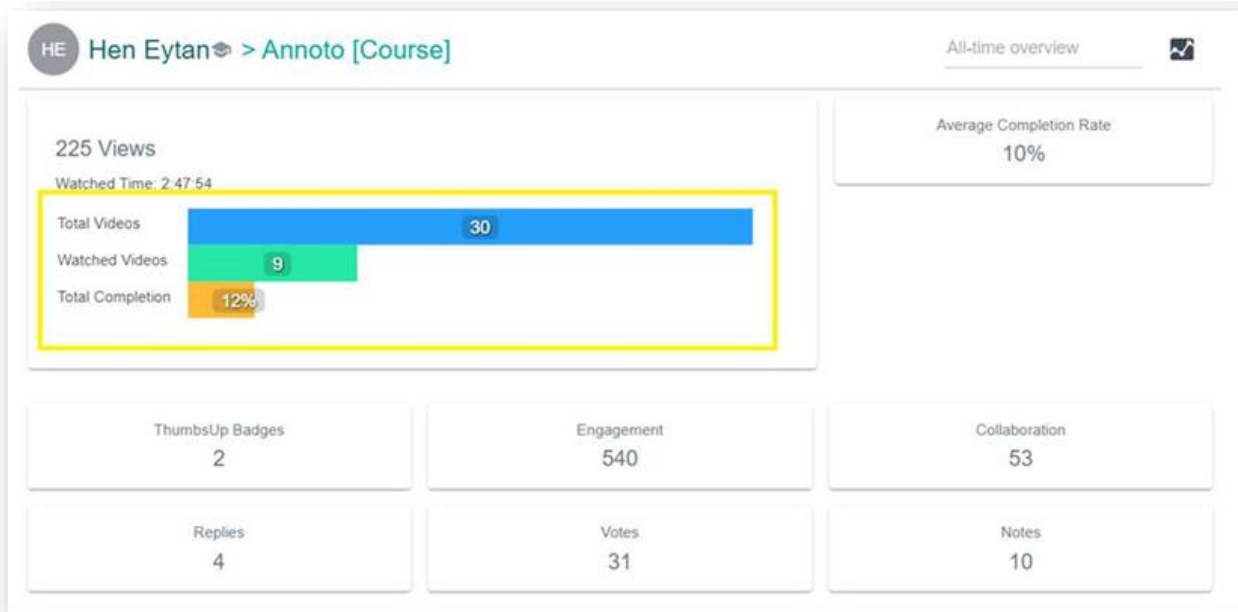 HE Hen Eytan > Annoto [Course]
All-time overview
225 Views
Watched Time: 2:47:54
Total Videos 30
Watched Videos 9
Total Completion 12%
Average Completion Rate
10%
ThumbsUp Badges
2
Engagement
540
Collaboration
53
Replies
4
Votes
31
Notes
10